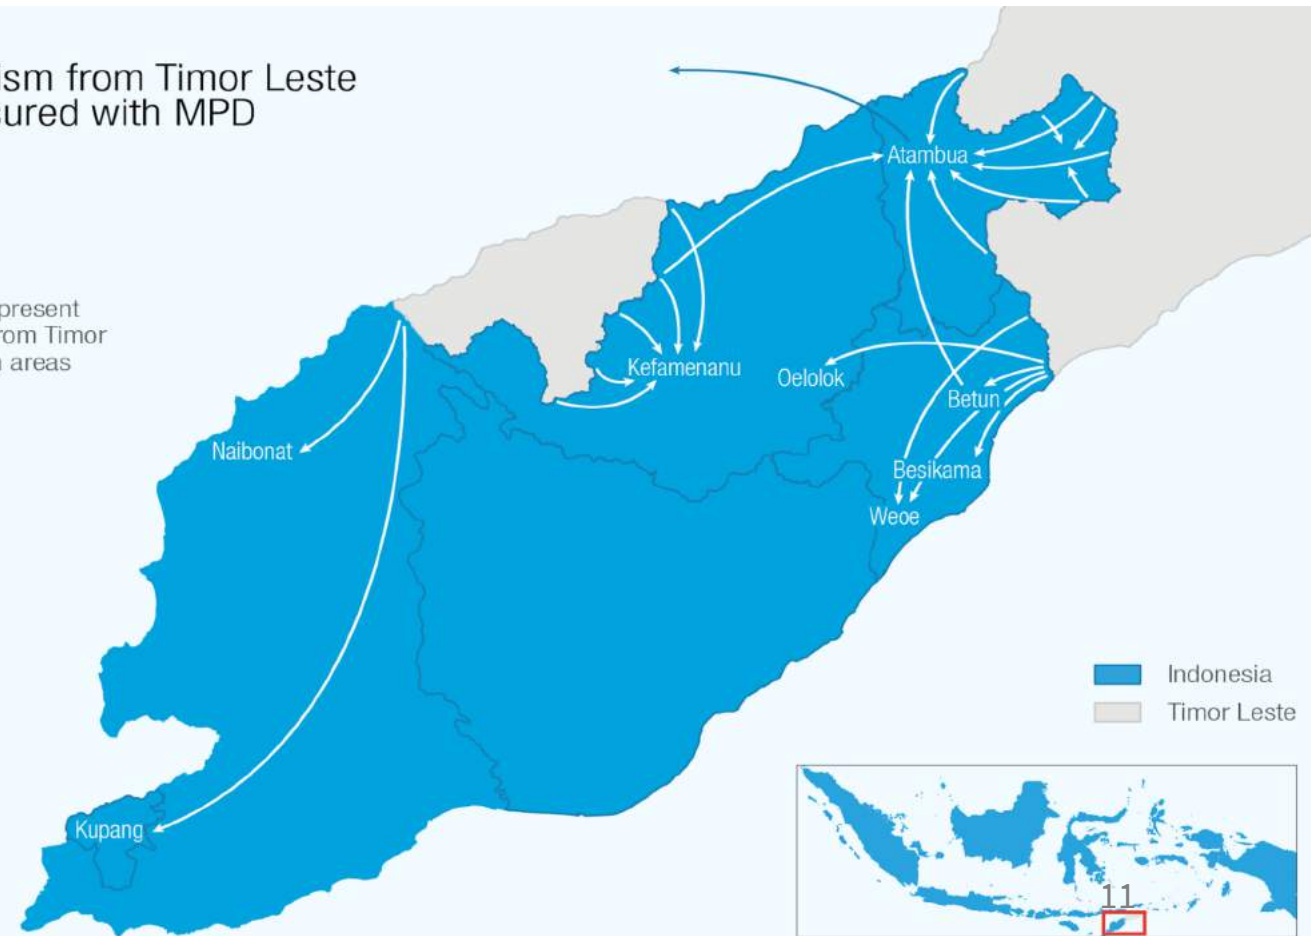 ism from Timor Leste
sured with MPD
present
rom Timor
areas
Atambua
Kefamenanu
Oelolok
Betun
Naibonat
Besikama
Weoe
Kupang
Indonesia
Timor Leste
11